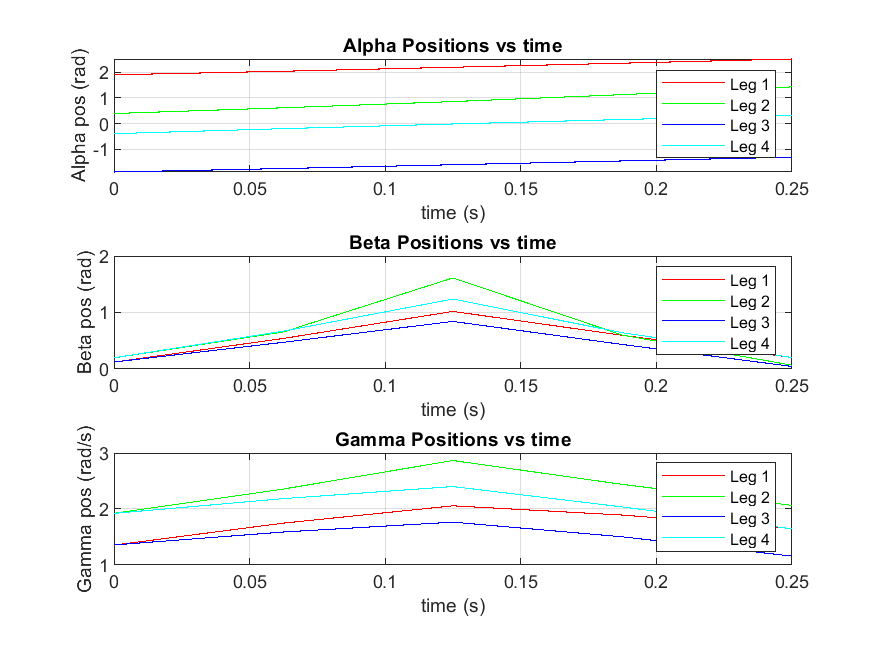 Alpha Positions vs time
Alpha pos (rad)
2
1
0
-1
Leg 1
Leg 2
Leg 3
Leg 4
0 0.05 0.1 0.15 0.2 0.25
time (s)
Beta Positions vs time
Beta pos (rad)
2
1
0
Leg 1
Leg 2
Leg 3
Leg 4
0 0.05 0.1 0.15 0.2 0.25
time (s)
Gamma Positions vs time
Gamma pos (rad/s)
3
2
1
Leg 1
Leg 2
Leg 3
Leg 4
0 0.05 0.1 0.15 0.2 0.25
time (s)